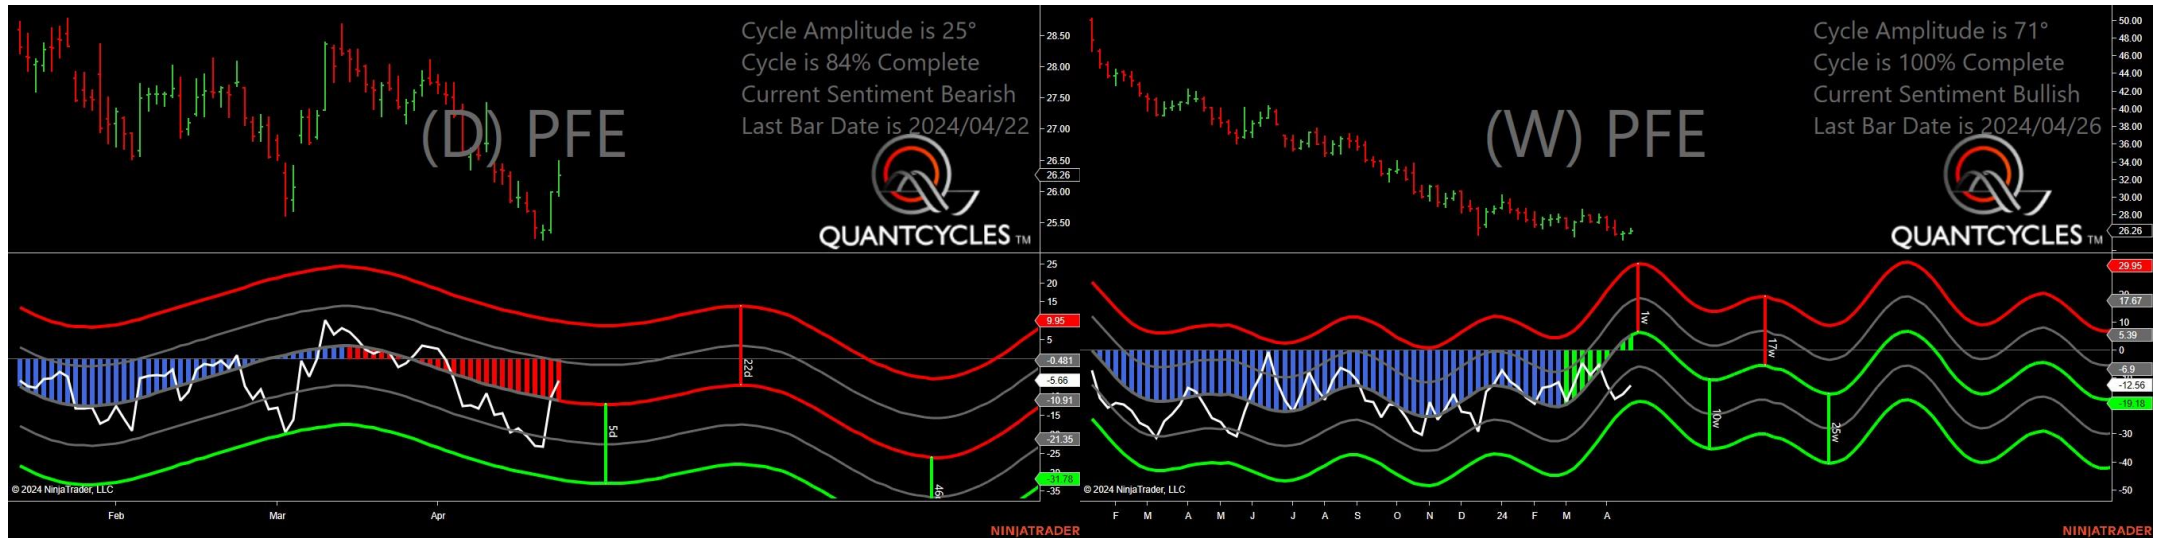 Cycle Amplitude is 25°
Cycle is 84% Complete
Current Sentiment Bearish
Last Bar Date is 2024/04/22
(D) PFE
QUANTCYCLES TM
28.50
28.00
27.50
27.00
26.50
26.26
26.00
25.50
25
20
15
9.95
5
-0.481
-5.66
-10.91
-15
-21.35
-25
-31.78
-35
22d
5d
© 2024 NinjaTrader, LLC
Feb Mar Apr
NINJATRADER
Cycle Amplitude is 71°
Cycle is 100% Complete
Current Sentiment Bullish
Last Bar Date is 2024/04/26
(W) PFE
QUANTCYCLES TM
50.00
48.00
46.00
44.00
42.00
40.00
38.00
36.00
34.00
32.00
30.00
28.00
26.26
29.95
17.67
10
5.39
0
-6.9
-12.56
-19.18
-30
-40
-50
1w
17w
10w
25w
© 2024 NinjaTrader, LLC
F M A M J J A S O N D 24 F M A
NINJATRADER